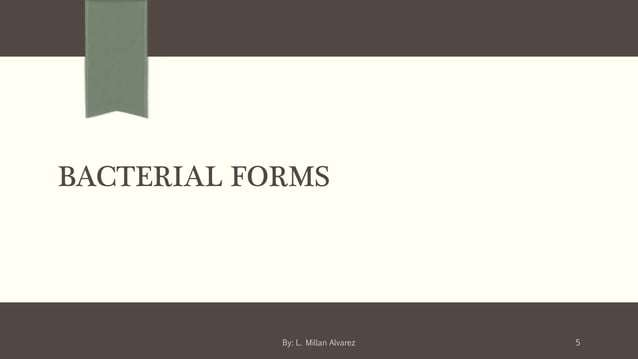 BACTERIAL FORMS
By: L. Millan Alvarez
5